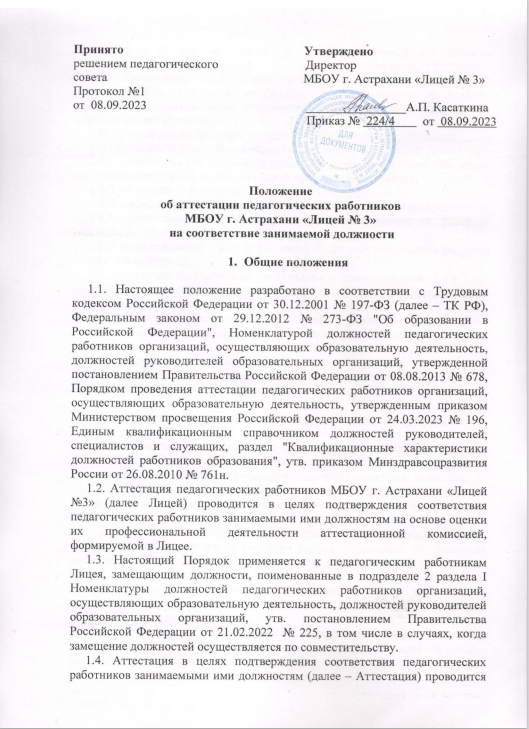 Принято
решением педагогического
совета
Протокол №1
от 08.09.2023
Утверждено
Директор
МБОУ г. Астрахани «Лицей № 3»
А.П. Касаткина
Приказ № 224/4 от 08.09.2023
ДЛЯ
ДОКУМЕНТОВ
Положение
об аттестации педагогических работников
МБОУ г. Астрахани «Лицей № 3»
на соответствие занимаемой должности
1. Общие положения
1.1. Настоящее положение разработано в соответствии с Трудовым
кодексом Российской Федерации от 30.12.2001 № 197-ФЗ (далее – ТК РФ),
Федеральным законом от 29.12.2012 № 273-ФЗ "Об образовании в
Российской Федерации", Номенклатурой должностей педагогических
работников организаций, осуществляющих образовательную деятельность,
должностей руководителей образовательных организаций, утвержденной
постановлением Правительства Российской Федерации от 08.08.2013 № 678,
Порядком проведения аттестации педагогических работников организаций,
осуществляющих образовательную деятельность, утвержденным приказом
Министерством просвещения Российской Федерации от 24.03.2023 № 196,
Единым квалификационным справочником должностей руководителей,
специалистов и служащих, раздел "Квалификационные характеристики
должностей работников образования", утв. приказом Минздравсоцразвития
России от 26.08.2010 № 761н.
1.2. Аттестация педагогических работников МБОУ г. Астрахани «Лицей
№3» (далее Лицей) проводится в целях подтверждения соответствия
педагогических работников занимаемыми ими должностям на основе оценки
их профессиональной деятельности аттестационной комиссией,
формируемой в Лицее.
1.3. Настоящий Порядок применяется к педагогическим работникам
Лицея, замещающим должности, поименованные в подразделе 2 раздела I
Номенклатуры должностей педагогических работников организаций,
осуществляющих образовательную деятельность, должностей руководителей
образовательных организаций, утв. постановлением Правительства
Российской Федерации от 21.02.2022 № 225, в том числе в случаях, когда
замещение должностей осуществляется по совместительству.
1.4. Аттестация в целях подтверждения соответствия педагогических
работников занимаемыми ими должностям (далее – Аттестация) проводится